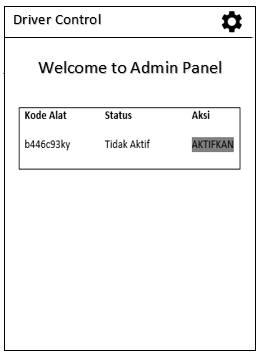 Driver Control
Welcome to Admin Panel
Kode Alat Status Aksi
b446c93ky Tidak Aktif AKTIFKAN